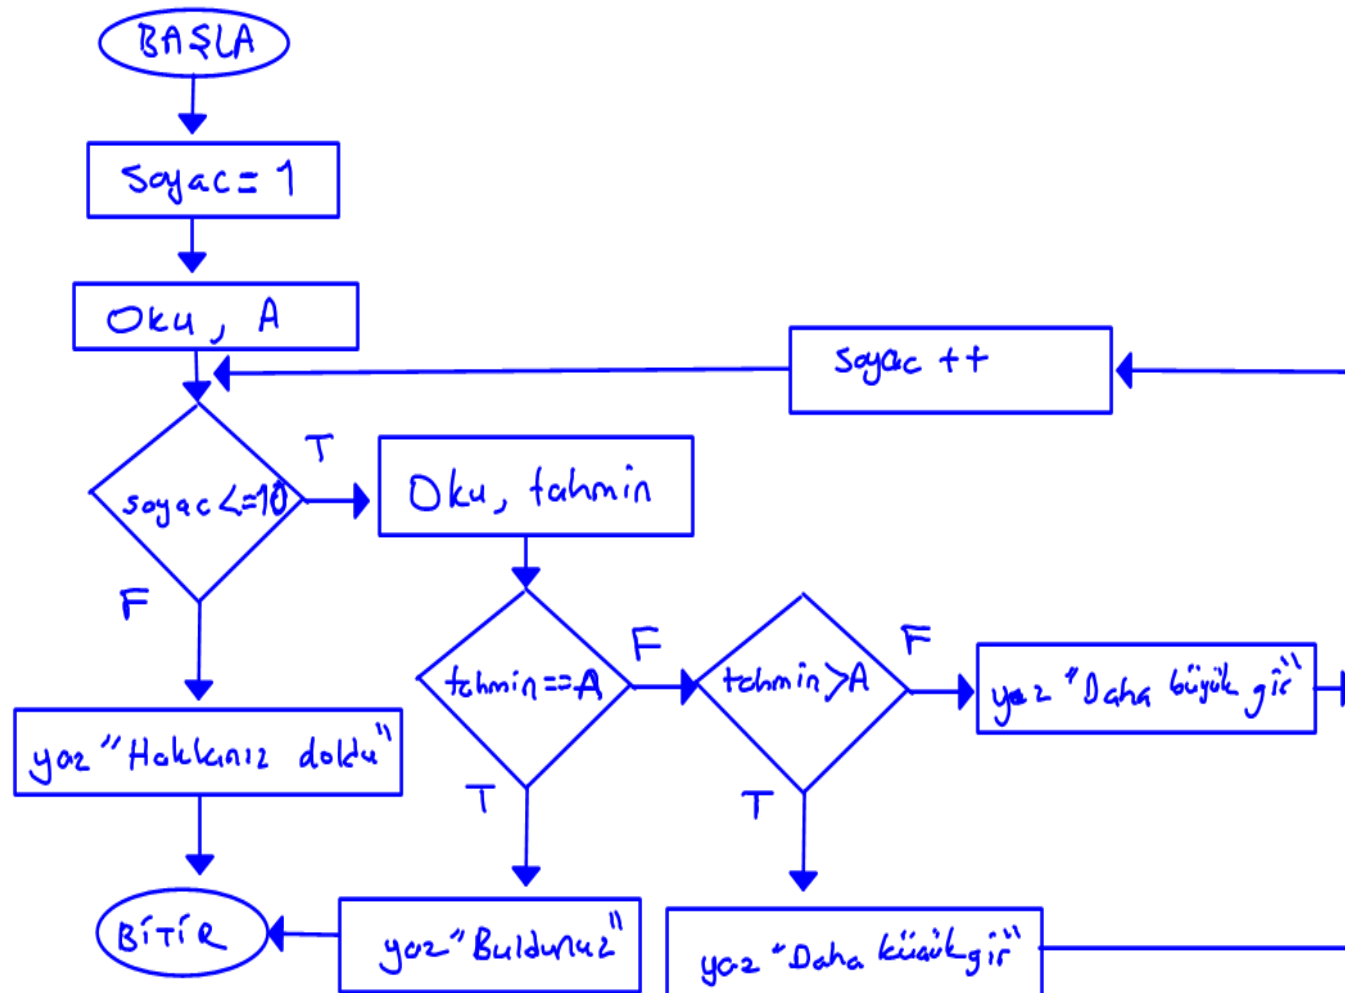 BAŞLA
sayac = 1
Oku, A
sayac ++
sayac <= 10
T
F
Oku, tahmin
tahmin == A
F
T
tahmin > A
F
T
yaz "Daha büyük gir"
yaz "Hakkınız doldu"
BİTİR
yaz "Buldunuz"
yaz "Daha küçük gir"